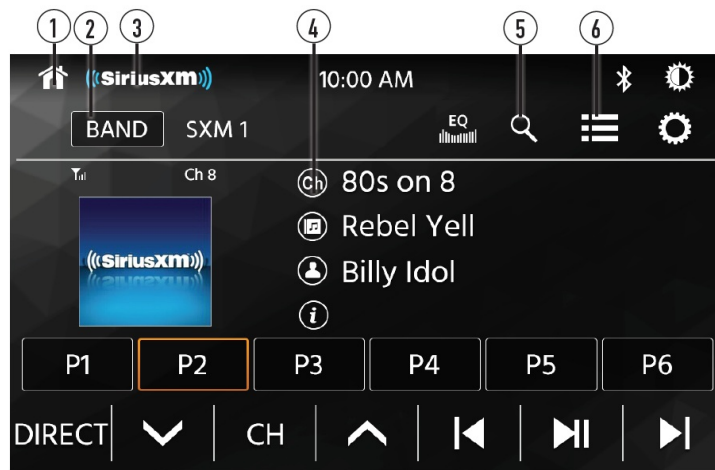 1 2 3 4 5 6
((SiriusXM)) 10:00 AM
BAND SXM 1 EQ
Ch 8
Ch 80s on 8
Rebel Yell
((SiriusXM))
Billy Idol
i
P1 P2 P3 P4 P5 P6
DIRECT CH